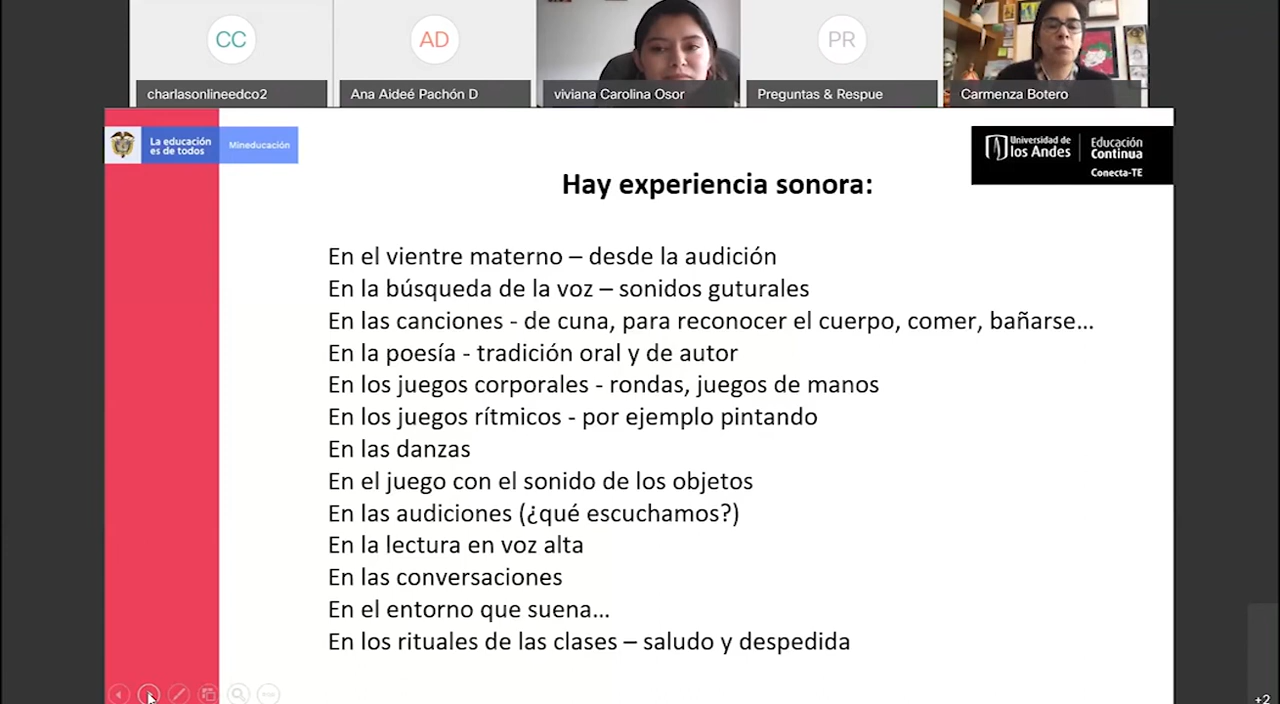 CC
AD
PR
charlasonlineedco2
Ana Aideé Pachón D
viviana Carolina Osor
Preguntas & Respue
Carmenza Botero
La educación
es de todos
Mineducación
Universidad de
los Andes
Educación
Continua
Conecta-TE
Hay experiencia sonora:
En el vientre materno – desde la audición
En la búsqueda de la voz – sonidos guturales
En las canciones - de cuna, para reconocer el cuerpo, comer, bañarse...
En la poesía - tradición oral y de autor
En los juegos corporales - rondas, juegos de manos
En los juegos rítmicos - por ejemplo pintando
En las danzas
En el juego con el sonido de los objetos
En las audiciones (¿qué escuchamos?)
En la lectura en voz alta
En las conversaciones
En el entorno que suena...
En los rituales de las clases – saludo y despedida
+2